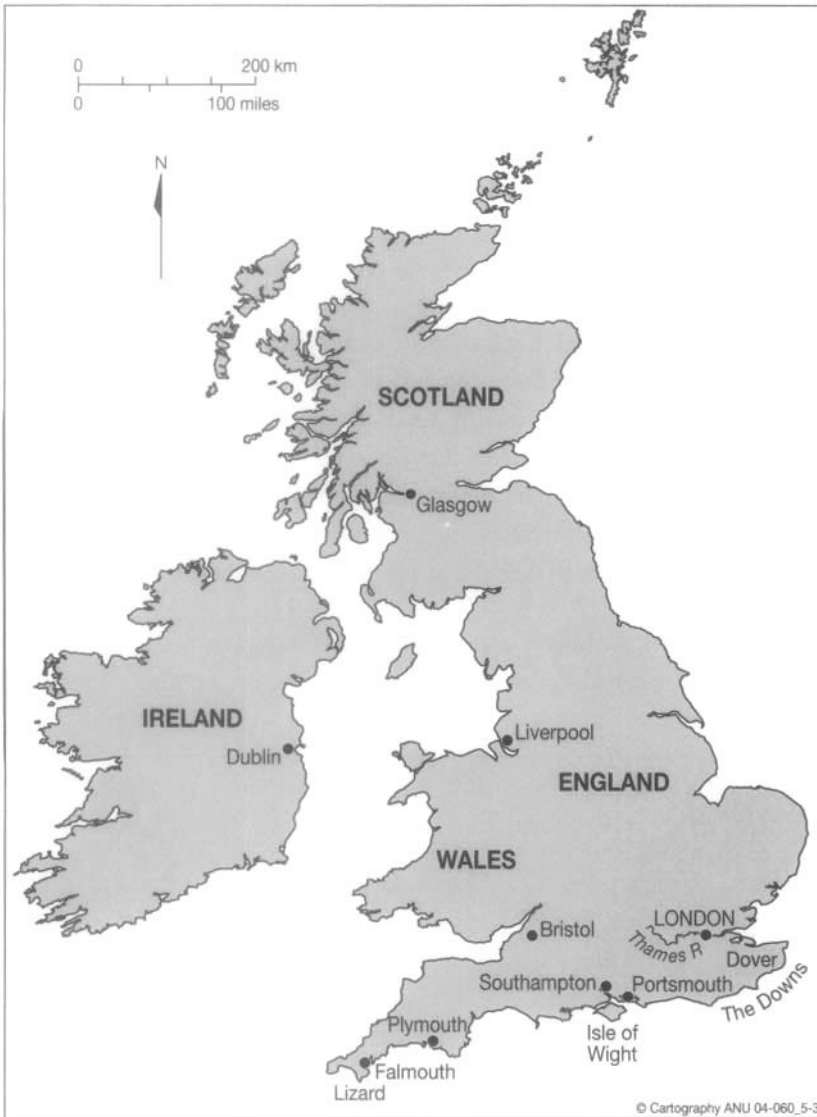 0 200 km
0 100 miles
N
SCOTLAND
Glasgow
IRELAND
Dublin
Liverpool
ENGLAND
WALES
LONDON
Bristol
Thames R
Dover
Southampton
Portsmouth
The Downs
Plymouth
Isle of
Wight
Falmouth
Lizard
© Cartography ANU 04-060_5-3